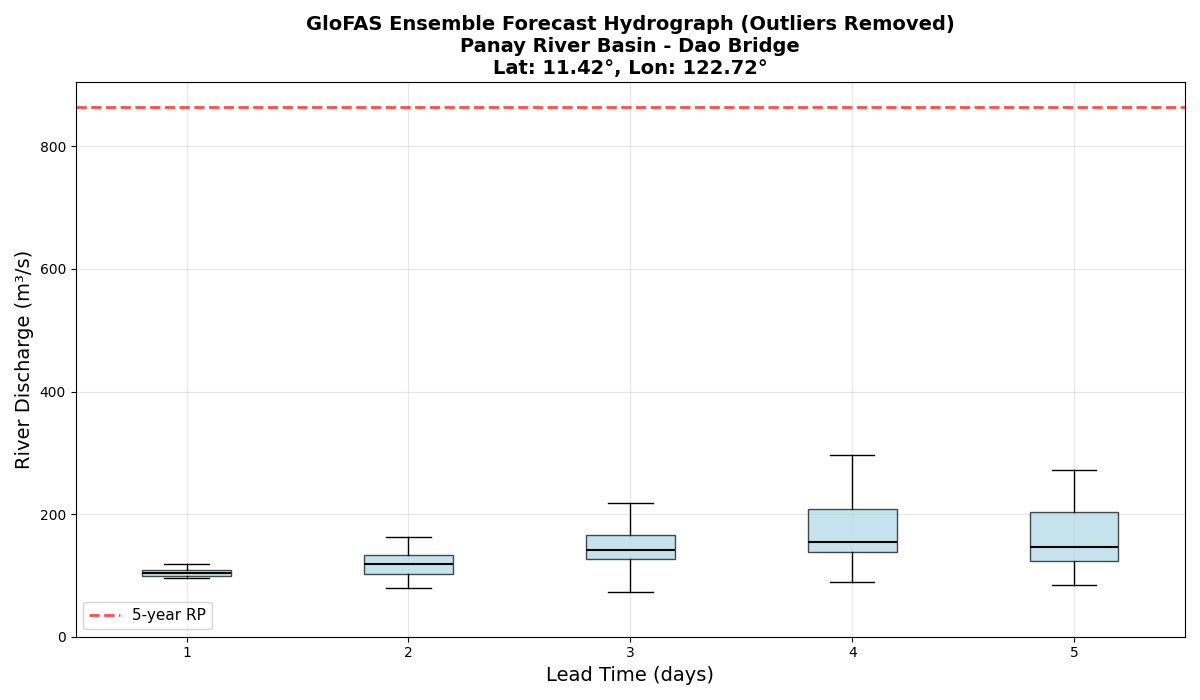 GloFAS Ensemble Forecast Hydrograph (Outliers Removed)
Panay River Basin - Dao Bridge
Lat: 11.42°, Lon: 122.72°
River Discharge (m³/s)
800
600
400
200
0
5-year RP
1 2 3 4 5
Lead Time (days)